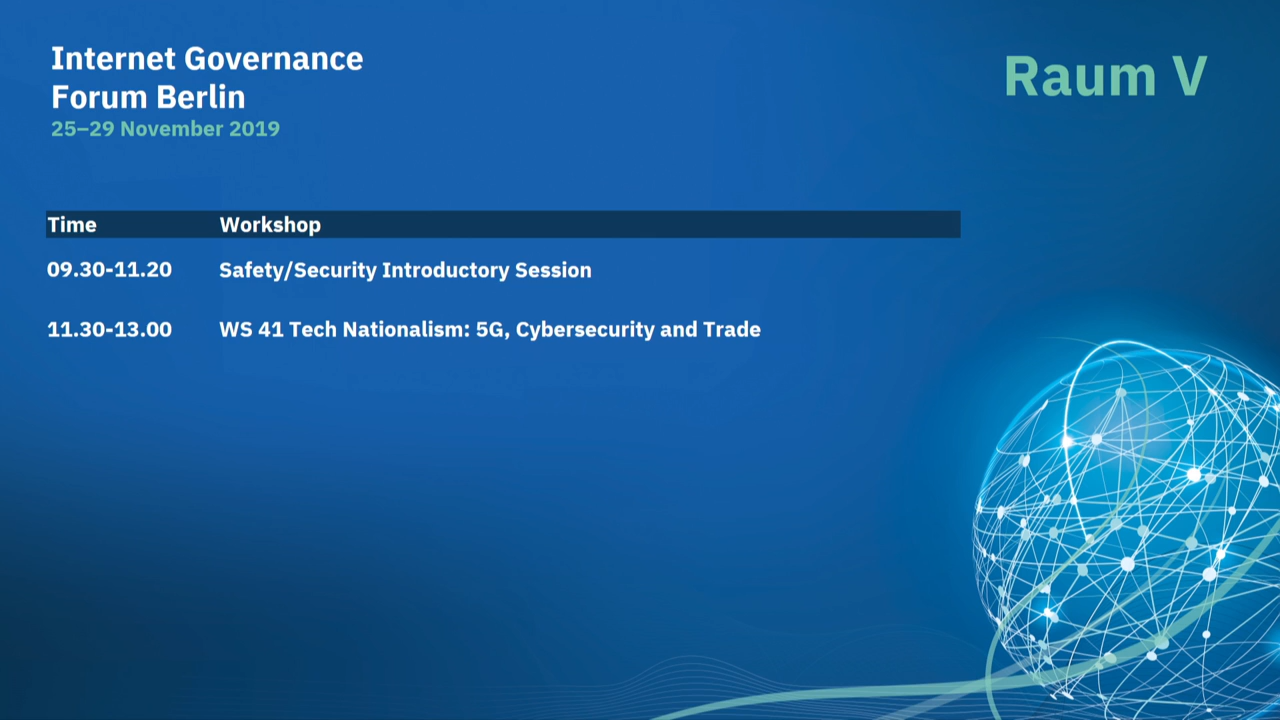 Internet Governance
Forum Berlin
25–29 November 2019
Raum V
Time Workshop
09.30-11.20 Safety/Security Introductory Session
11.30-13.00 WS 41 Tech Nationalism: 5G, Cybersecurity and Trade